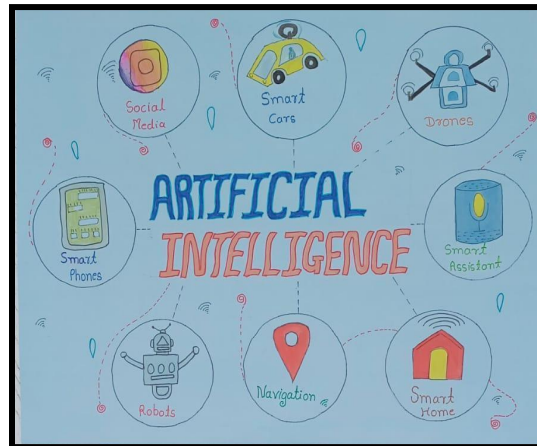 Social
Media
Smart
Cars
Drones
ARTIFICIAL
INTELLIGENCE
Smart
Phones
Smart
Assistant
Robots
Navigation
Smart
Home